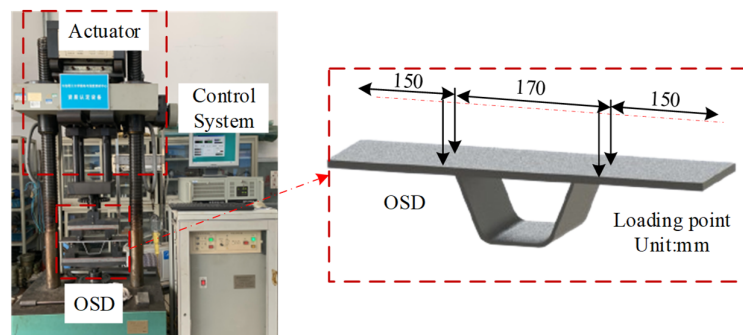 Actuator
Control
System
OSD
150
170
150
OSD
Loading point
Unit:mm